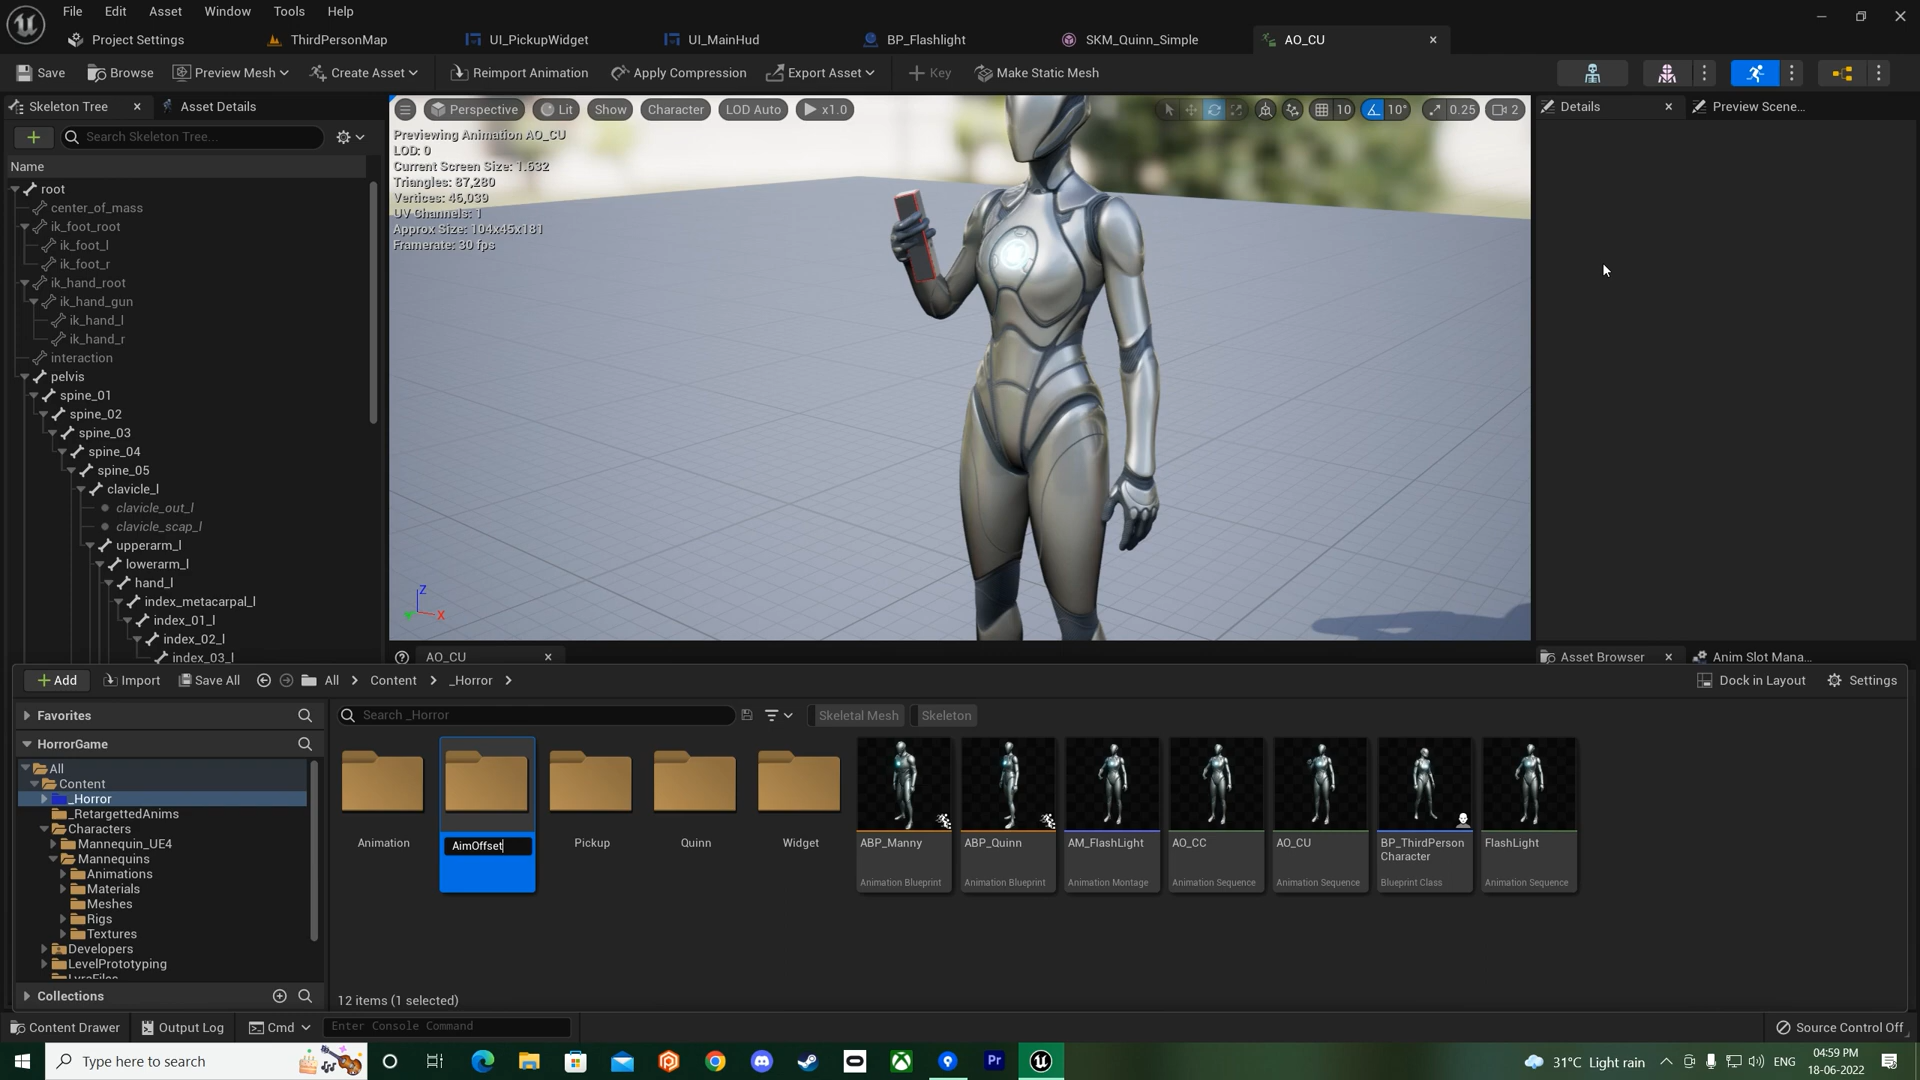 File Edit Asset Window Tools Help
Project Settings ThirdPersonMap UI_PickupWidget UI_MainHud BP_Flashlight SKM_Quinn_Simple AO_CU
Save Browse Preview Mesh Create Asset Reimport Animation Apply Compression Export Asset Key Make Static Mesh
Skeleton Tree Asset Details
Search Skeleton Tree...
Name
root
center_of_mass
ik_foot_root
ik_foot_l
ik_foot_r
ik_hand_root
ik_hand_gun
ik_hand_l
ik_hand_r
interaction
pelvis
spine_01
spine_02
spine_03
spine_04
spine_05
clavicle_l
clavicle_out_l
clavicle_scap_l
upperarm_l
lowerarm_l
hand_l
index_metacarpal_l
index_01_l
index_02_l
index_03_l
Perspective Lit Show Character LOD Auto x1.0 10 10° 0.25 2
Previewing Animation AO_CU
LOD: 0
Current Screen Size: 1.632
Triangles: 87,280
Vertices: 46,039
UV Channels: 1
Approx Size: 104x45x181
Framerate: 30 fps
Z
X
Details Preview Scene...
AO_CU
Asset Browser Anim Slot Mana...
Add Import Save All All Content _Horror Dock in Layout Settings
Favorites
HorrorGame
All
Content
_Horror
_RetargettedAnims
Characters
Mannequin_UE4
Mannequins
Animations
Materials
Meshes
Rigs
Textures
Developers
LevelPrototyping
LyraFiles
Collections
Search _Horror Skeletal Mesh Skeleton
Animation
AimOffset
Pickup
Quinn
Widget
ABP_Manny
Animation Blueprint
ABP_Quinn
Animation Blueprint
AM_FlashLight
Animation Montage
AO_CC
Animation Sequence
AO_CU
Animation Sequence
BP_ThirdPerson
Character
Blueprint Class
FlashLight
Animation Sequence
12 items (1 selected)
Content Drawer Output Log Cmd Enter Console Command Source Control Off
Type here to search
Pr
31°C Light rain
ENG
04:59 PM
18-06-2022